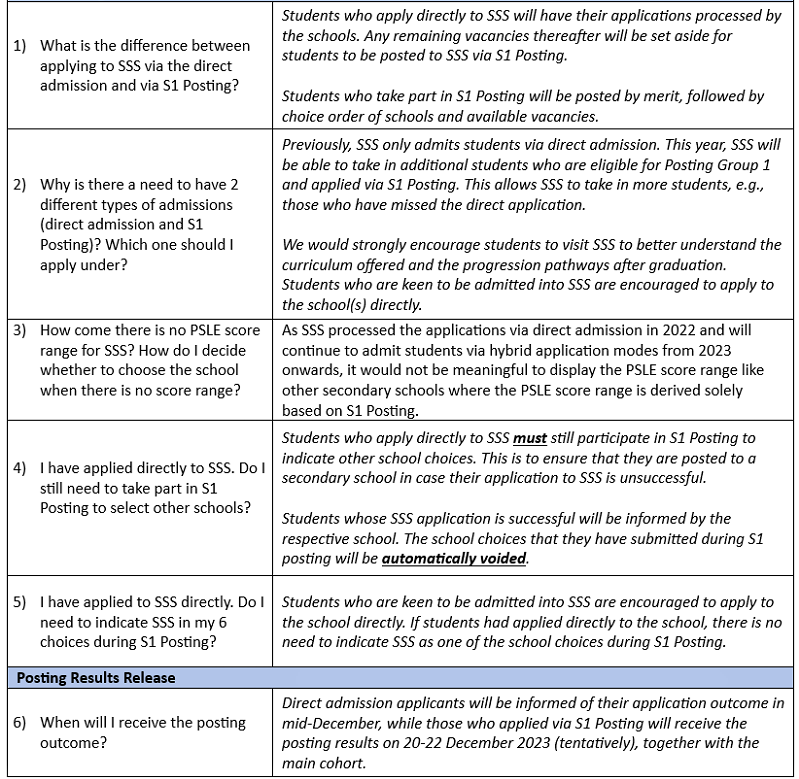 1) What is the difference between
applying to SSS via the direct
admission and via S1 Posting?
Students who apply directly to SSS will have their applications processed by
the schools. Any remaining vacancies thereafter will be set aside for
students to be posted to SSS via S1 Posting.
Students who take part in S1 Posting will be posted by merit, followed by
choice order of schools and available vacancies.
2) Why is there a need to have 2
different types of admissions
(direct admission and S1
Posting)? Which one should I
apply under?
Previously, SSS only admits students via direct admission. This year, SSS will
be able to take in additional students who are eligible for Posting Group 1
and applied via S1 Posting. This allows SSS to take in more students, e.g.,
those who have missed the direct application.
We would strongly encourage students to visit SSS to better understand the
curriculum offered and the progression pathways after graduation.
Students who are keen to be admitted into SSS are encouraged to apply to
the school(s) directly.
3) How come there is no PSLE score
range for SSS? How do I decide
whether to choose the school
when there is no score range?
As SSS processed the applications via direct admission in 2022 and will
continue to admit students via hybrid application modes from 2023
onwards, it would not be meaningful to display the PSLE score range like
other secondary schools where the PSLE score range is derived solely
based on S1 Posting.
4) I have applied directly to SSS. Do I
still need to take part in S1
Posting to select other schools?
Students who apply directly to SSS must still participate in S1 Posting to
indicate other school choices. This is to ensure that they are posted to a
secondary school in case their application to SSS is unsuccessful.
Students whose SSS application is successful will be informed by the
respective school. The school choices that they have submitted during S1
posting will be automatically voided.
5) I have applied to SSS directly. Do I
need to indicate SSS in my 6
choices during S1 Posting?
Students who are keen to be admitted into SSS are encouraged to apply to
the school directly. If students had applied directly to the school, there is no
need to indicate SSS as one of the school choices during S1 Posting.
Posting Results Release
6) When will I receive the posting
outcome?
Direct admission applicants will be informed of their application outcome in
mid-December, while those who applied via S1 Posting will receive the
posting results on 20-22 December 2023 (tentatively), together with the
main cohort.